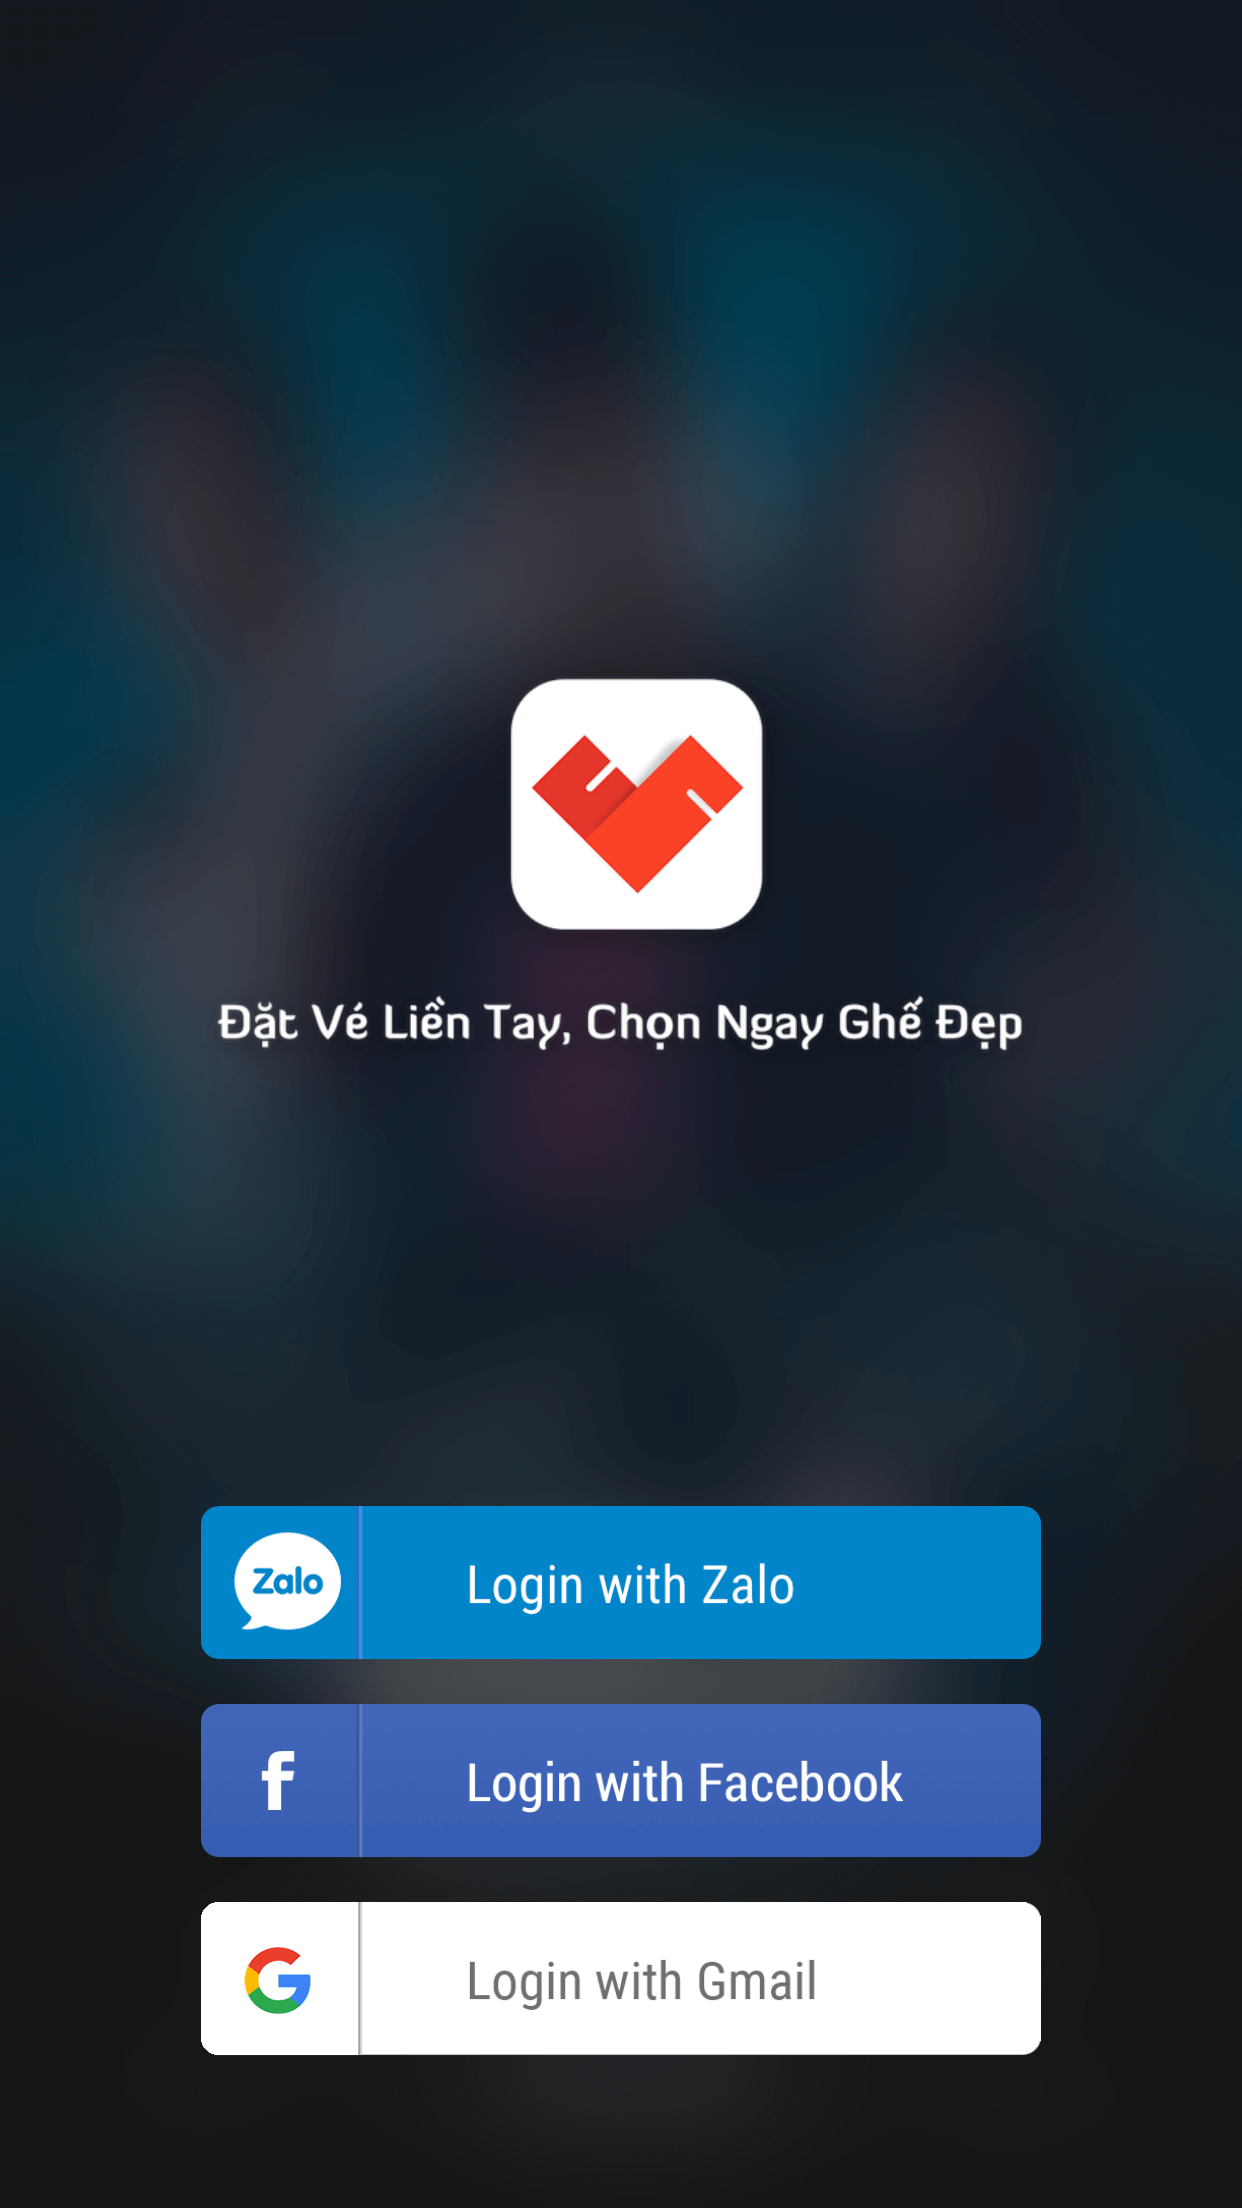 Đặt Vé Liền Tay, Chọn Ngay Ghế Đẹp
Zalo
Login with Zalo
f
Login with Facebook
G
Login with Gmail